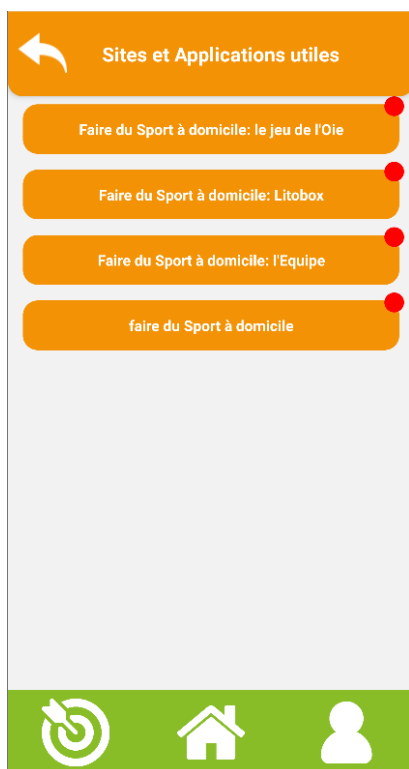 Sites et Applications utiles
Faire du Sport à domicile: le jeu de l'Oie
Faire du Sport à domicile: Litobox
Faire du Sport à domicile: l'Equipe
faire du Sport à domicile